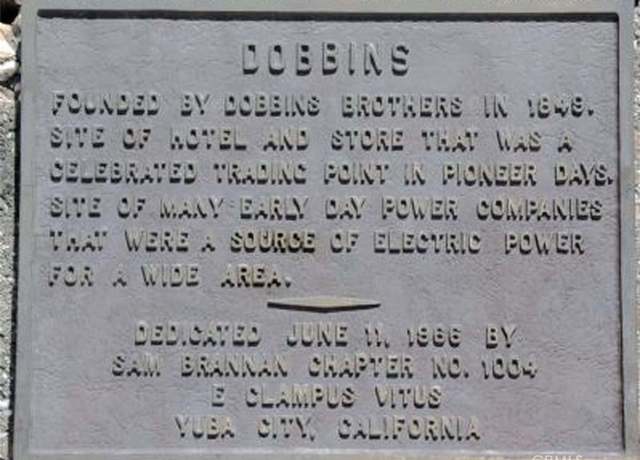 DOBBINS
FOUNDED BY DOBBINS BROTHERS IN 1849.
SITE OF HOTEL AND STORE THAT WAS A
CELEBRATED TRADING POINT IN PIONEER DAYS.
SITE OF MANY EARLY DAY POWER COMPANIES
THAT WERE A SOURCE OF ELECTRIC POWER
FOR A WIDE AREA.
DEDICATED JUNE 11, 1966 BY
SAM BRANNAN CHAPTER NO. 1004
E CLAMPUS VITUS
YUBA CITY, CALIFORNIA